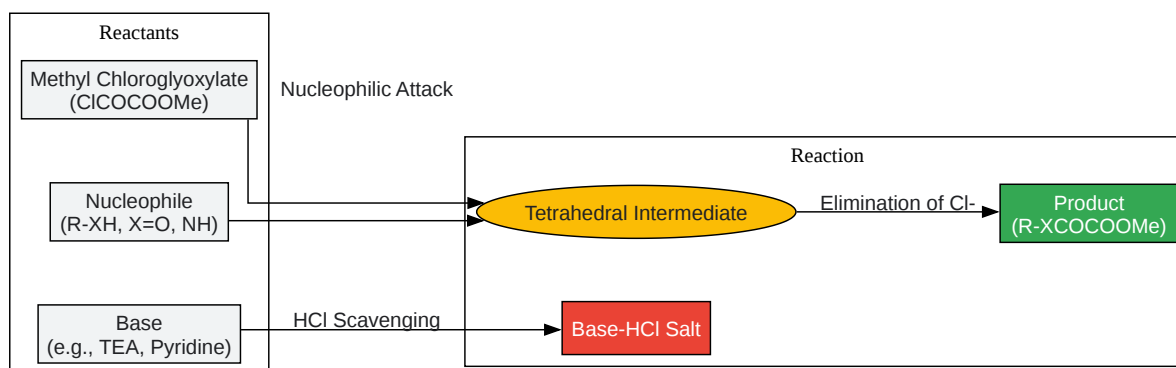 Reactants
Methyl Chloroglyoxylate
(ClCOCOOMe)
Nucleophilic Attack
Reaction
Nucleophile
(R-XH, X=O, NH)
Tetrahedral Intermediate
Elimination of Cl-
Product
(R-XCOCOOMe)
Base
(e.g., TEA, Pyridine)
HCl Scavenging
Base-HCl Salt